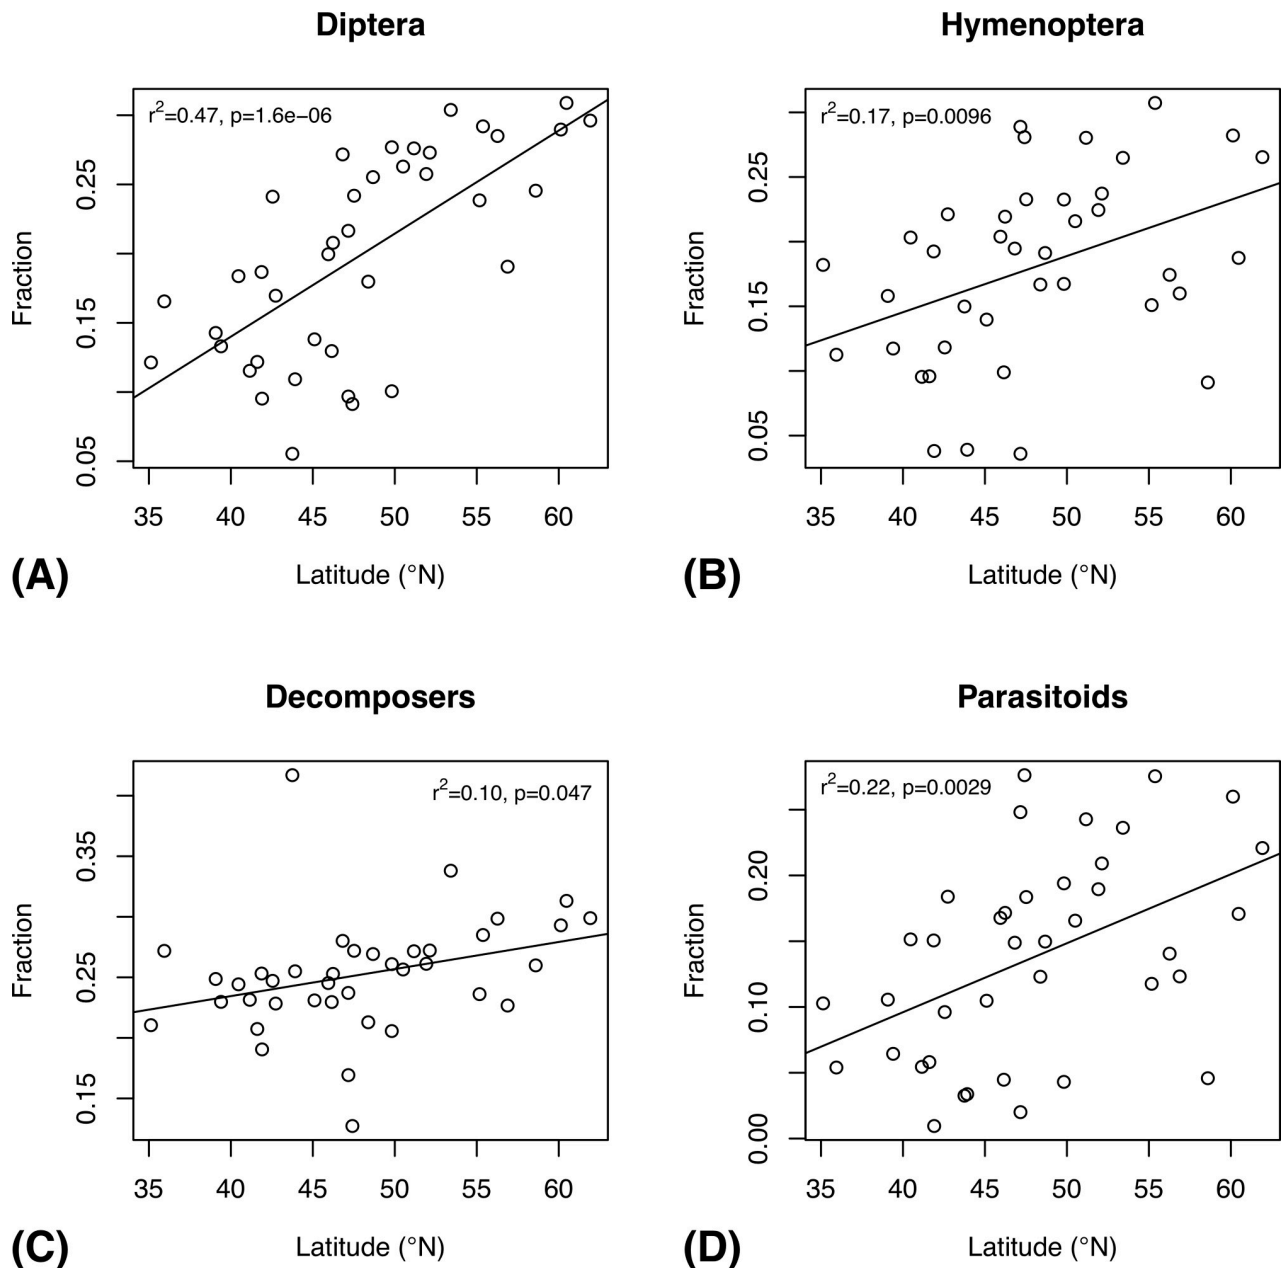 Diptera
r2=0.47, p=1.6e−06
Fraction
0.05 0.15 0.25
35 40 45 50 55 60
Latitude (°N)
(A)
Hymenoptera
r2=0.17, p=0.0096
Fraction
0.05 0.15 0.25
35 40 45 50 55 60
Latitude (°N)
(B)
Decomposers
r2=0.10, p=0.047
Fraction
0.15 0.25 0.35
35 40 45 50 55 60
Latitude (°N)
(C)
Parasitoids
r2=0.22, p=0.0029
Fraction
0.00 0.10 0.20
35 40 45 50 55 60
Latitude (°N)
(D)